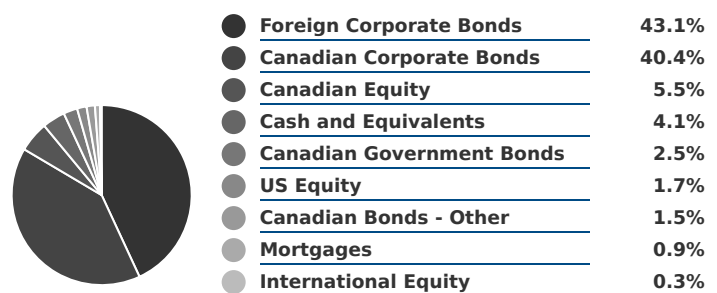 Foreign Corporate Bonds 43.1%
Canadian Corporate Bonds 40.4%
Canadian Equity 5.5%
Cash and Equivalents 4.1%
Canadian Government Bonds 2.5%
US Equity 1.7%
Canadian Bonds - Other 1.5%
Mortgages 0.9%
International Equity 0.3%